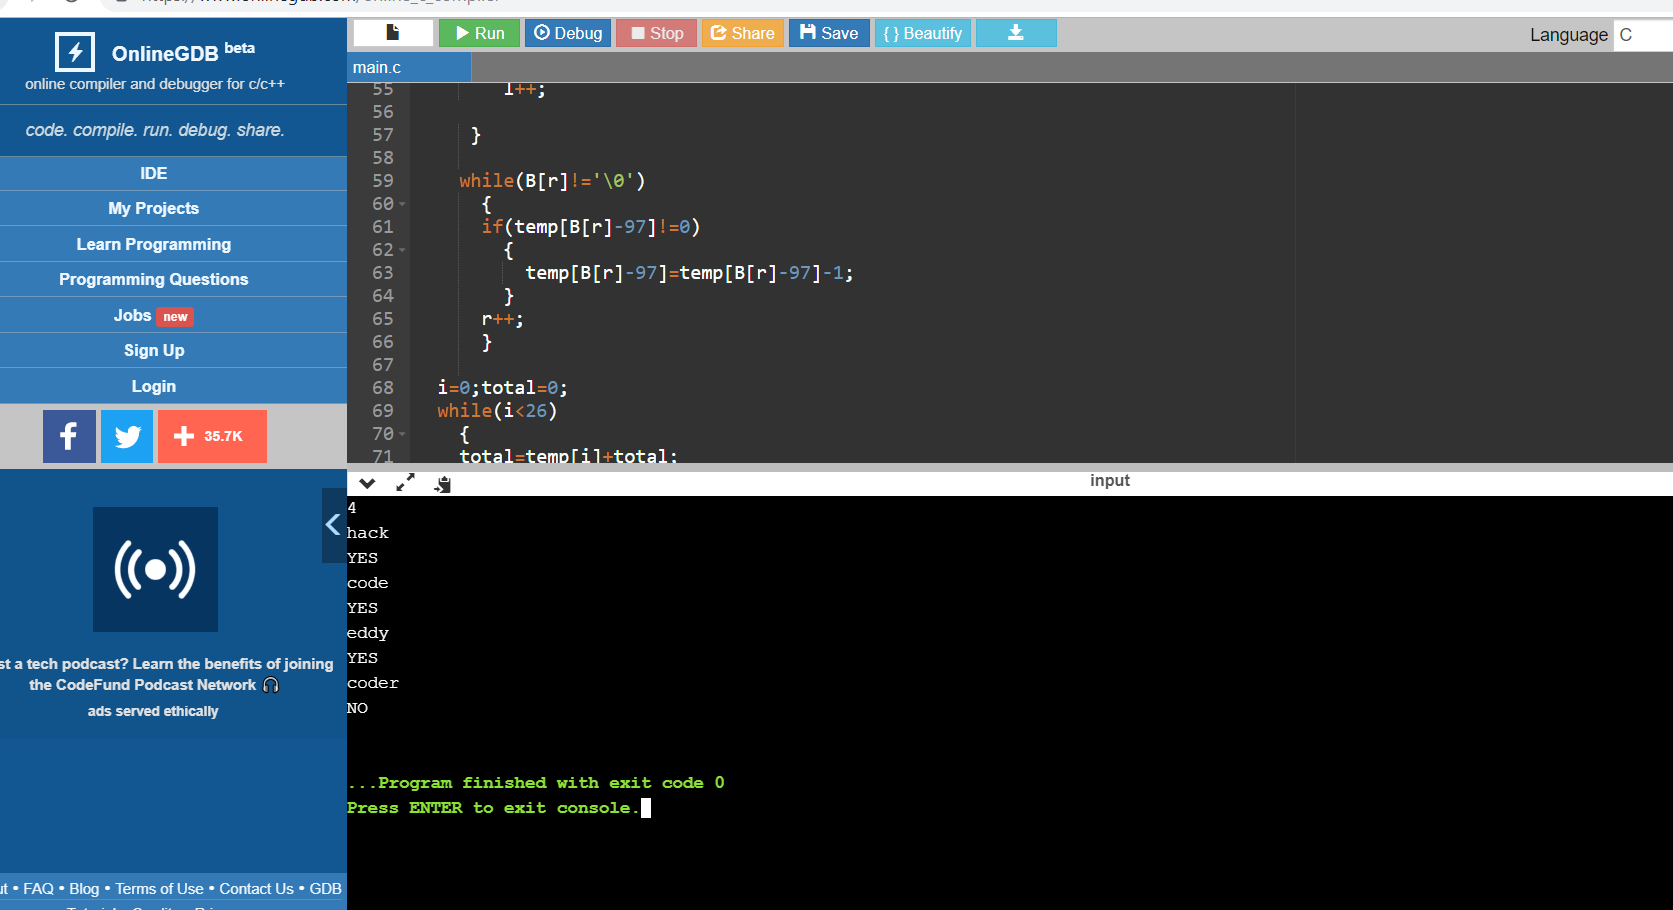 OnlineGDB beta
online compiler and debugger for c/c++
code. compile. run. debug. share.
IDE
My Projects
Learn Programming
Programming Questions
Jobs new
Sign Up
Login
35.7K
st a tech podcast? Learn the benefits of joining
the CodeFund Podcast Network
ads served ethically
ut • FAQ • Blog • Terms of Use • Contact Us • GDB
Run Debug Stop Share Save { } Beautify
Language C
main.c
55 l++;
56
57 }
58
59 while(B[r]!='\0')
60 {
61 if(temp[B[r]-97]!=0)
62 {
63 temp[B[r]-97]=temp[B[r]-97]-1;
64 }
65 r++;
66 }
67
68 i=0;total=0;
69 while(i<26)
70 {
71 total=temp[i]+total;
input
4
hack
YES
code
YES
eddy
YES
coder
NO
...Program finished with exit code 0
Press ENTER to exit console.